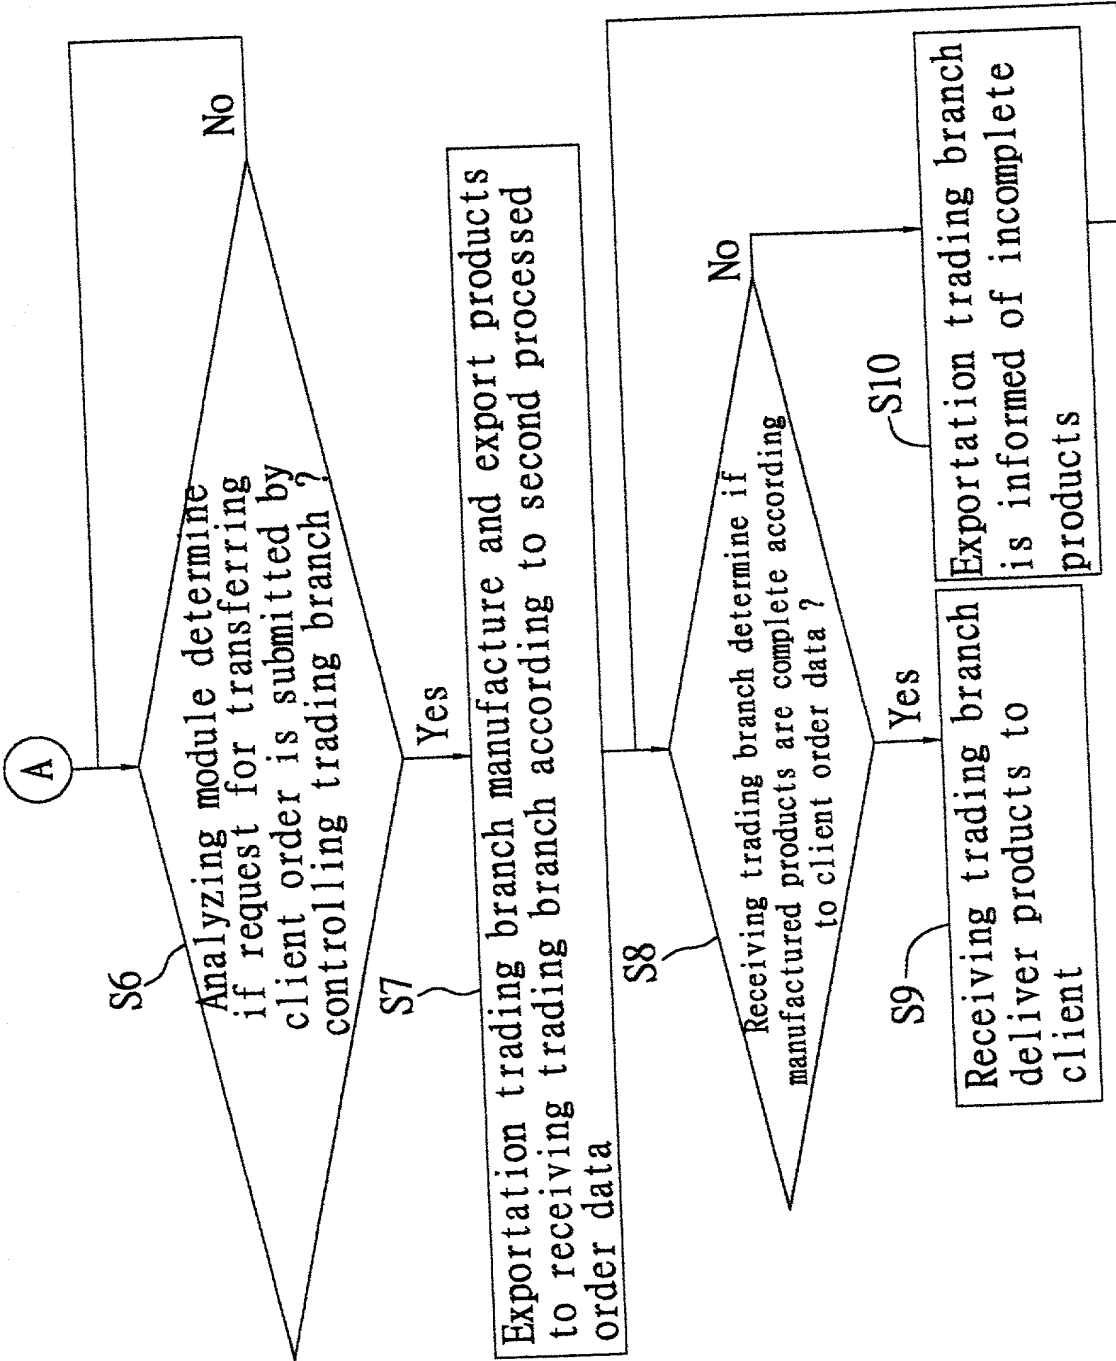 A
S6
Analyzing module determine
if request for transferring
client order is submitted by
controlling trading branch ?
No
Yes
S7
Exportation trading branch manufacture and export products
to receiving trading branch according to second processed
order data
S8
Receiving trading branch determine if
manufactured products are complete according
to client order data ?
No
Yes
S9
Receiving trading branch
deliver products to
client
S10
Exportation trading branch
is informed of incomplete
products